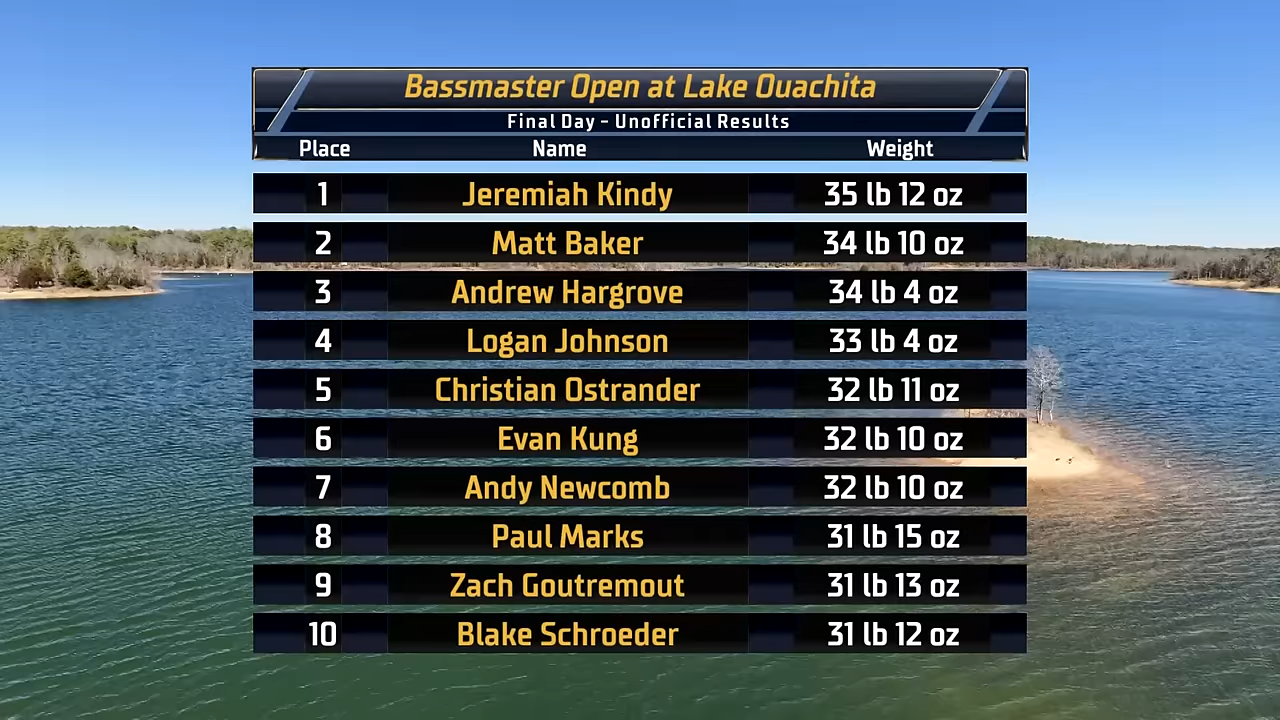 Bassmaster Open at Lake Ouachita
Final Day - Unofficial Results
Place Name Weight
1 Jeremiah Kindy 35 lb 12 oz
2 Matt Baker 34 lb 10 oz
3 Andrew Hargrove 34 lb 4 oz
4 Logan Johnson 33 lb 4 oz
5 Christian Ostrander 32 lb 11 oz
6 Evan Kung 32 lb 10 oz
7 Andy Newcomb 32 lb 10 oz
8 Paul Marks 31 lb 15 oz
9 Zach Goutremout 31 lb 13 oz
10 Blake Schroeder 31 lb 12 oz